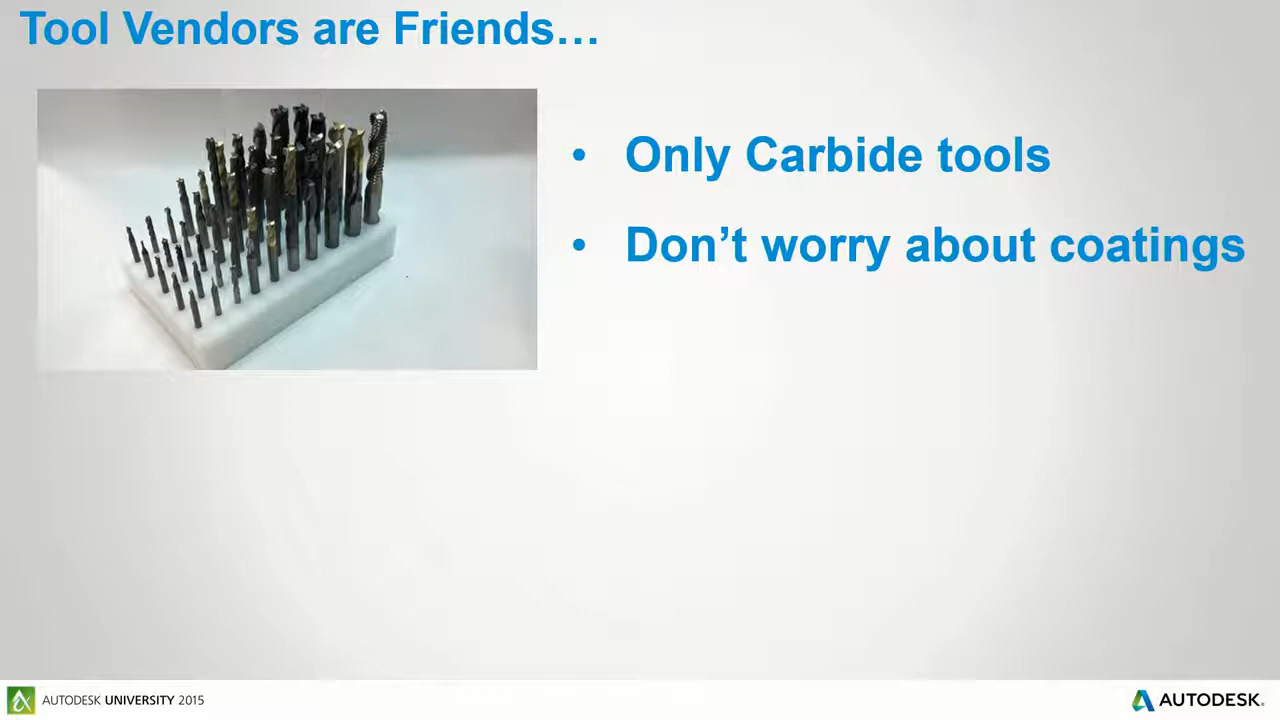 Tool Vendors are Friends…
• Only Carbide tools
• Don’t worry about coatings
AUTODESK UNIVERSITY 2015
AUTODESK.